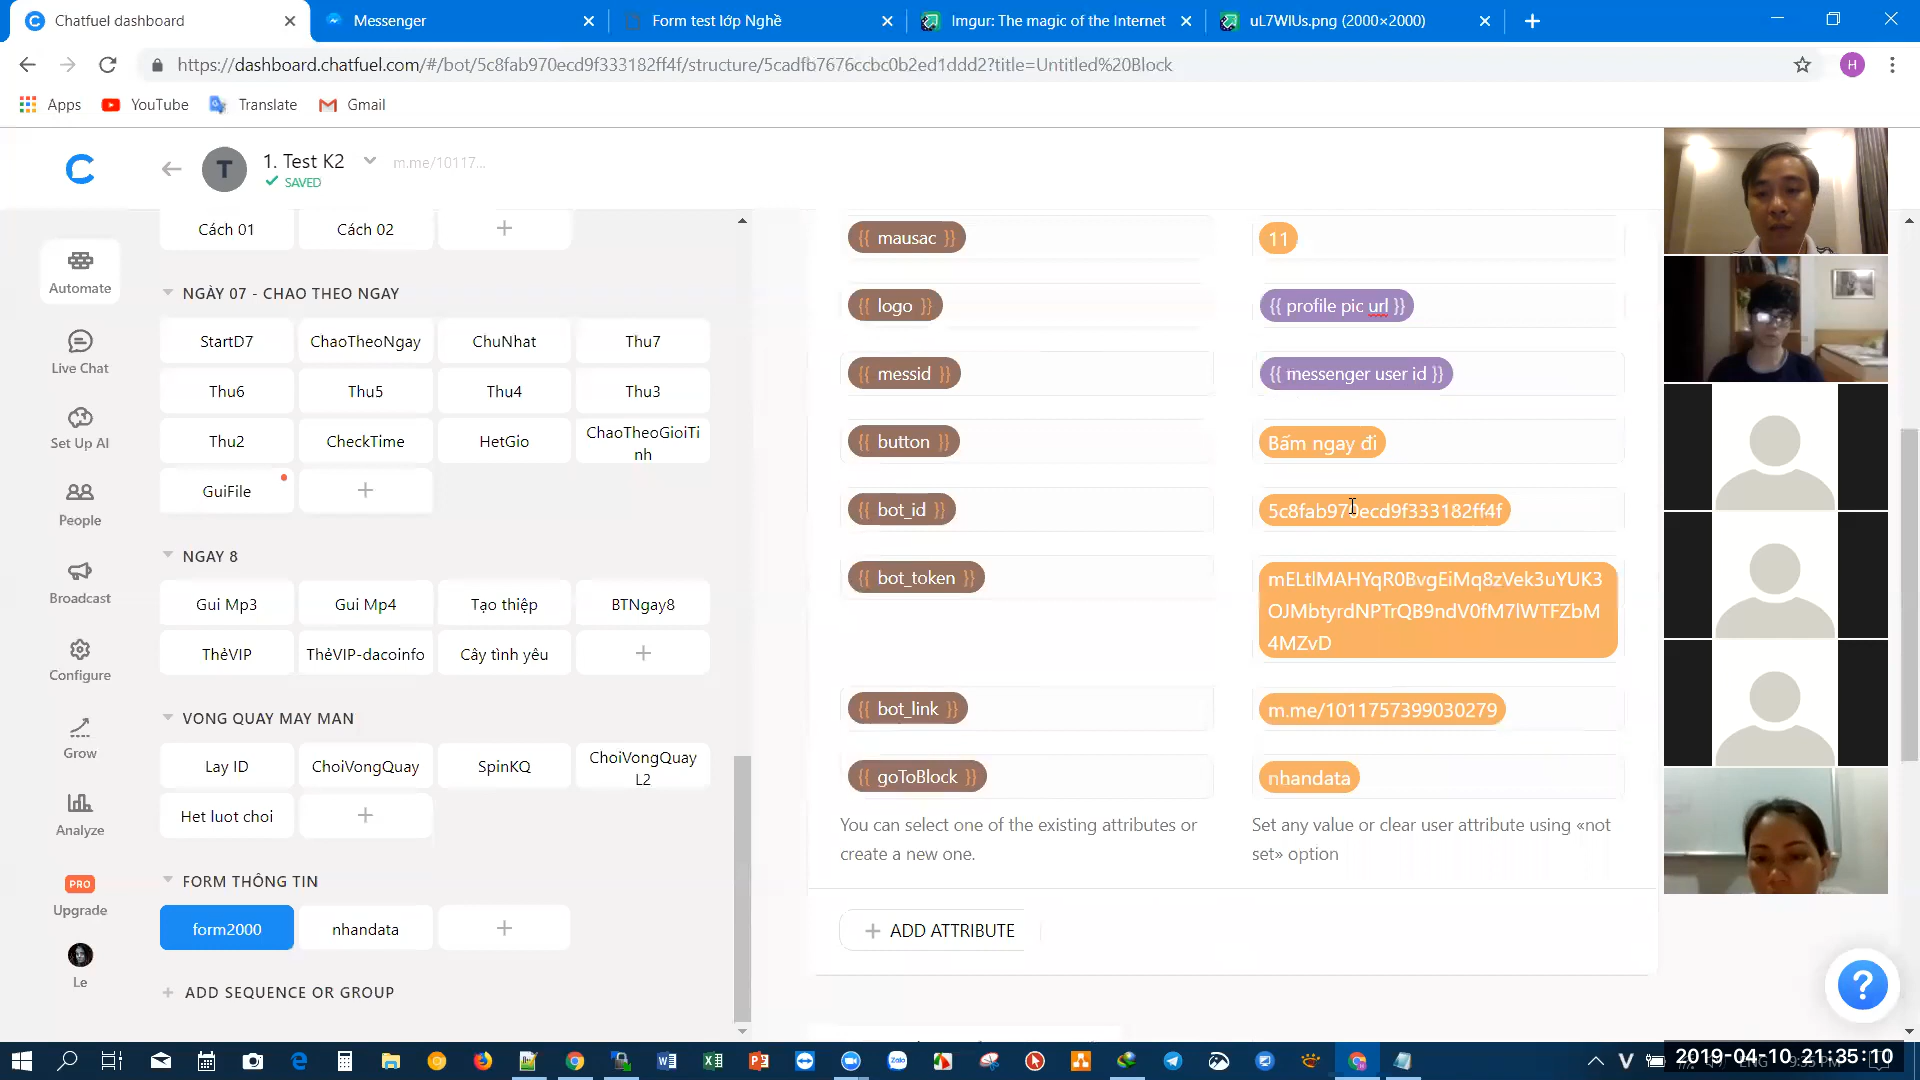 Chatfuel dashboard
Messenger
Form test lớp Nghề
Imgur: The magic of the Internet
uL7WlUs.png (2000×2000)
https://dashboard.chatfuel.com/#/bot/5c8fab970ecd9f333182ff4f/structure/5cadfb7676ccbc0b2ed1ddd2?title=Untitled%20Block
H
Apps
YouTube
Translate
Gmail
T
1. Test K2
m.me/10117...
SAVED
Automate
Live Chat
Set Up AI
People
Broadcast
Configure
Grow
Analyze
PRO
Upgrade
Le
Cách 01
Cách 02
NGÀY 07 - CHAO THEO NGAY
StartD7
ChaoTheoNgay
ChuNhat
Thu7
Thu6
Thu5
Thu4
Thu3
Thu2
CheckTime
HetGio
ChaoTheoGioiTi
nh
GuiFile
NGAY 8
Gui Mp3
Gui Mp4
Tạo thiệp
BTNgay8
ThẻVIP
ThẻVIP-dacoinfo
Cây tình yêu
VONG QUAY MAY MAN
Lay ID
ChoiVongQuay
SpinKQ
ChoiVongQuay
L2
Het luot choi
FORM THÔNG TIN
form2000
nhandata
ADD SEQUENCE OR GROUP
{{ mausac }}
11
{{ logo }}
{{ profile pic url }}
{{ messid }}
{{ messenger user id }}
{{ button }}
Bấm ngay đi
{{ bot_id }}
5c8fab970ecd9f333182ff4f
{{ bot_token }}
mELtlMAHYqR0BvgEiMq8zVek3uYUK3
OJMbtyrdNPTrQB9ndV0fM7lWTFZbM
4MZvD
{{ bot_link }}
m.me/1011757399030279
{{ goToBlock }}
nhandata
You can select one of the existing attributes or
create a new one.
Set any value or clear user attribute using «not
set» option
ADD ATTRIBUTE
?
2019-04-10 21:35:10